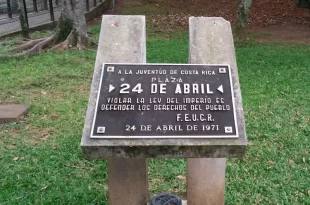 A LA JUVENTUD DE COSTA RICA
PLAZA
24 DE ABRIL
VIOLAR LA LEY DEL IMPERIO ES
DEFENDER LOS DERECHOS DEL PUEBLO
F.E.U.C.R.
24 DE ABRIL DE 1971